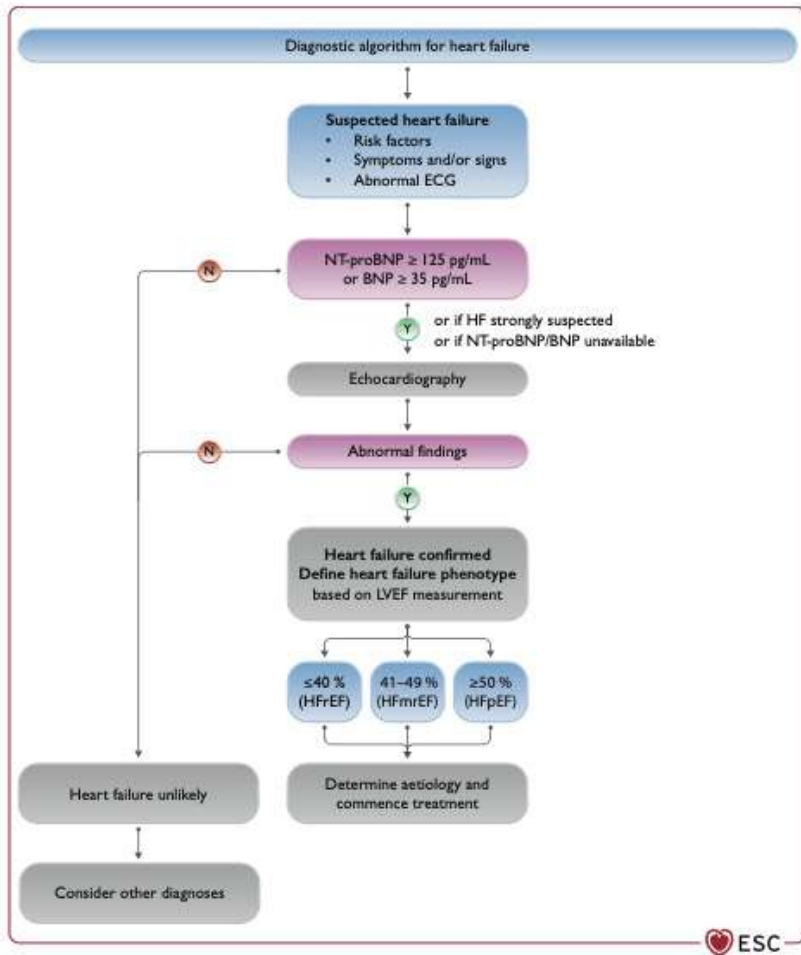 Diagnostic algorithm for heart failure
Suspected heart failure
• Risk factors
• Symptoms and/or signs
• Abnormal ECG
N
NT-proBNP ≥ 125 pg/mL
or BNP ≥ 35 pg/mL
Y
or if HF strongly suspected
or if NT-proBNP/BNP unavailable
Echocardiography
N
Abnormal findings
Y
Heart failure confirmed
Define heart failure phenotype
based on LVEF measurement
≤40 %
(HFrEF)
41–49 %
(HFmrEF)
≥50 %
(HFpEF)
Heart failure unlikely
Determine aetiology and
commence treatment
Consider other diagnoses
ESC